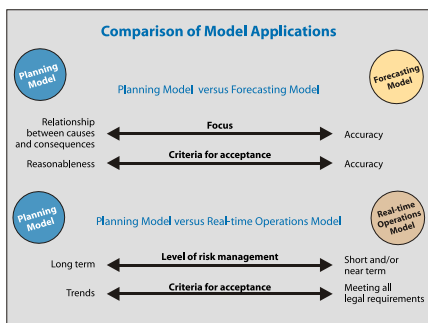 Comparison of Model Applications
Planning
Model
Forecasting
Model
Planning Model versus Forecasting Model
Relationship
between causes
and consequences
Focus
Accuracy
Reasonableness
Criteria for acceptance
Accuracy
Planning
Model
Real-time
Operations
Model
Planning Model versus Real-time Operations Model
Long term
Level of risk management
Short and/or
near term
Trends
Criteria for acceptance
Meeting all
legal requirements